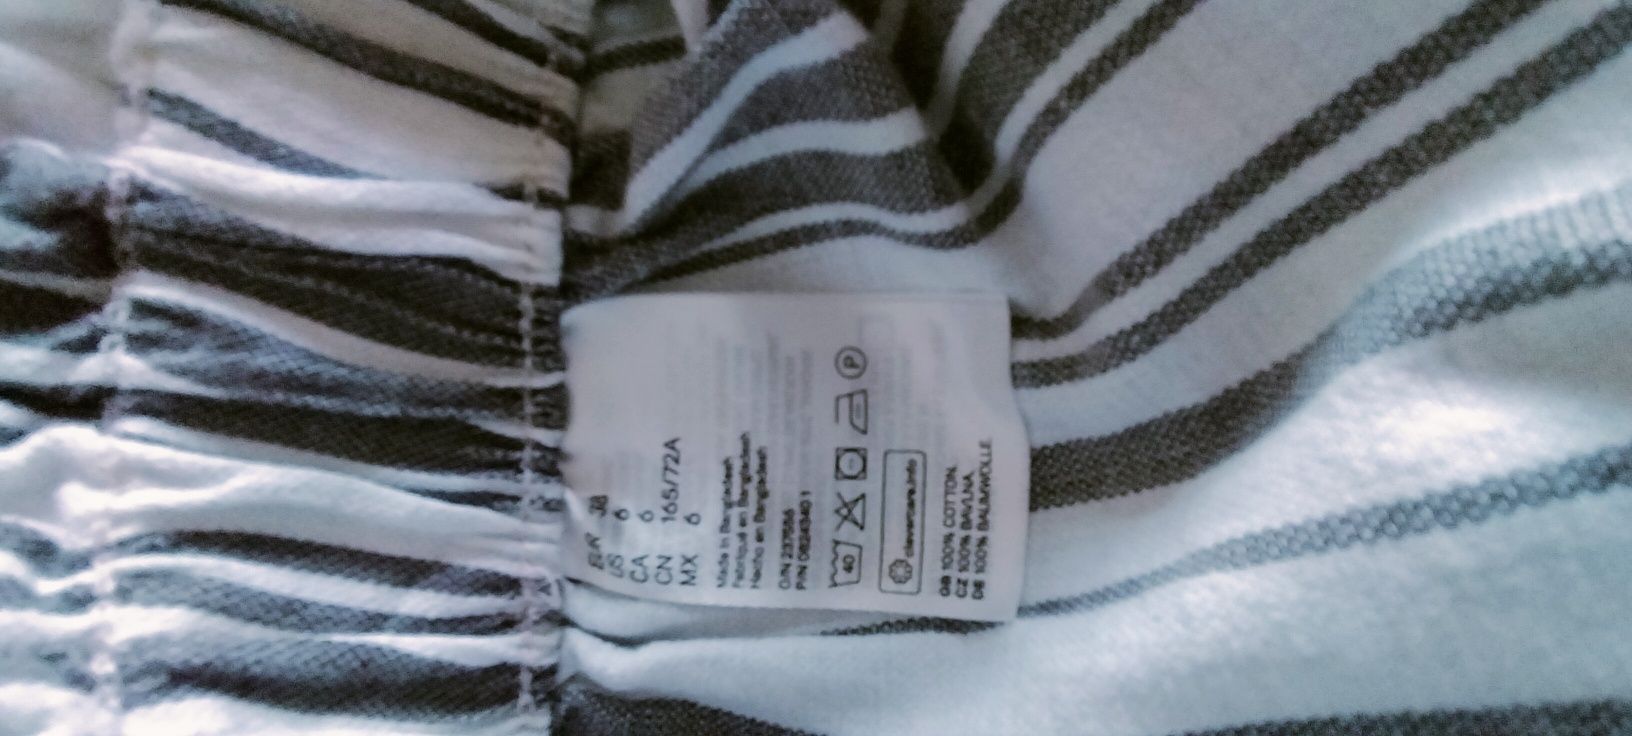 EUR 38
US 6
CA 6
CN 165/72A
MX 6
Made in Bangladesh
Fabriqué en Bangladesh
Hecho en Bangladesh
O/N
P/N
40
P
clevercare.info
GB 100% COTTON
CZ 100% BAVLNA
DE 100% BAUMWOLLE